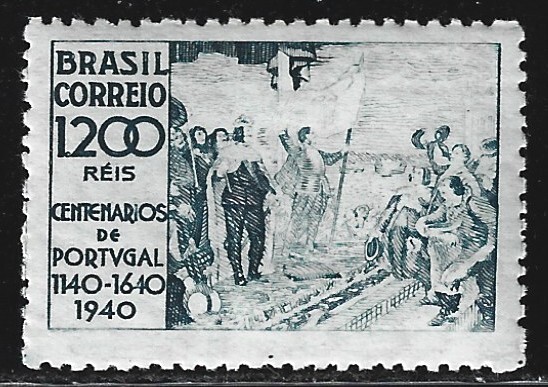 BRASIL
CORREIO
1.200
RÉIS
CENTENARIOS
DE
PORTVGAL
1140-1640
1940